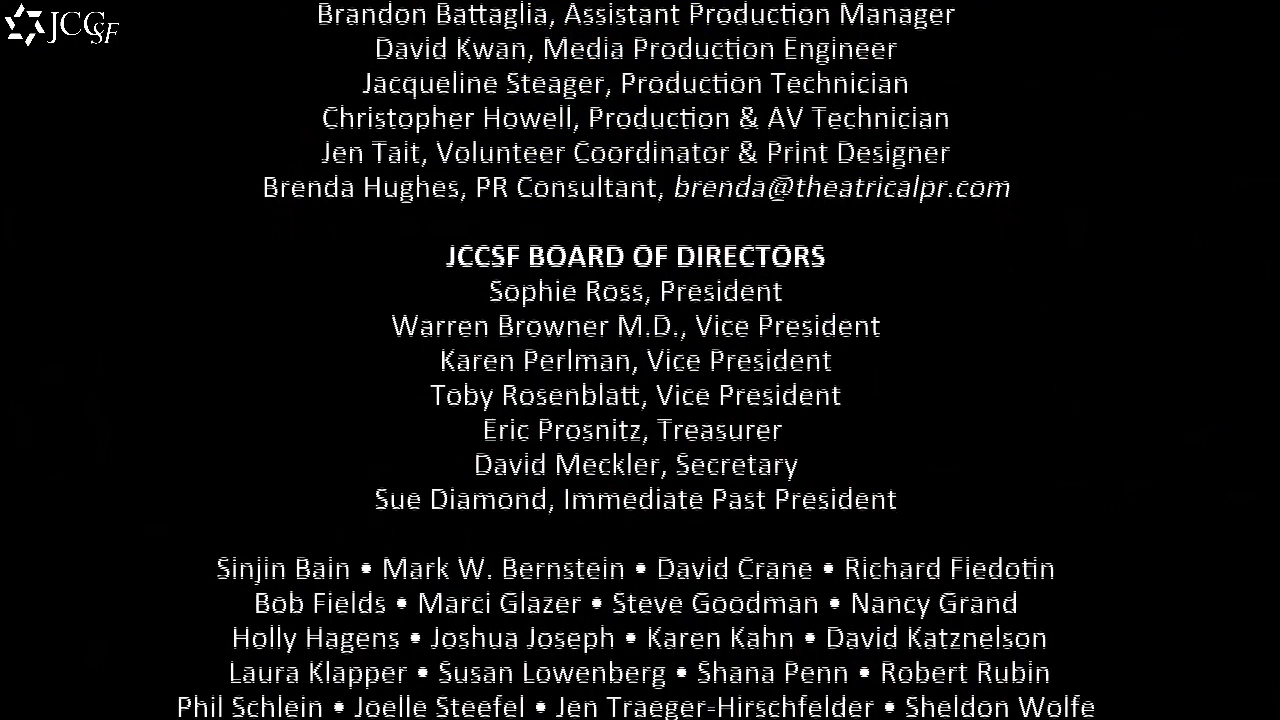 JCCSF
Brandon Battaglia, Assistant Production Manager
David Kwan, Media Production Engineer
Jacqueline Steager, Production Technician
Christopher Howell, Production & AV Technician
Jen Tait, Volunteer Coordinator & Print Designer
Brenda Hughes, PR Consultant, brenda@theatricalpr.com
JCCSF BOARD OF DIRECTORS
Sophie Ross, President
Warren Browner M.D., Vice President
Karen Perlman, Vice President
Toby Rosenblatt, Vice President
Eric Prosnitz, Treasurer
David Meckler, Secretary
Sue Diamond, Immediate Past President
Sinjin Bain • Mark W. Bernstein • David Crane • Richard Fiedotin
Bob Fields • Marci Glazer • Steve Goodman • Nancy Grand
Holly Hagens • Joshua Joseph • Karen Kahn • David Katznelson
Laura Klapper • Susan Lowenberg • Shana Penn • Robert Rubin
Phil Schlein • Joelle Steefel • Jen Traeger-Hirschfelder • Sheldon Wolfe